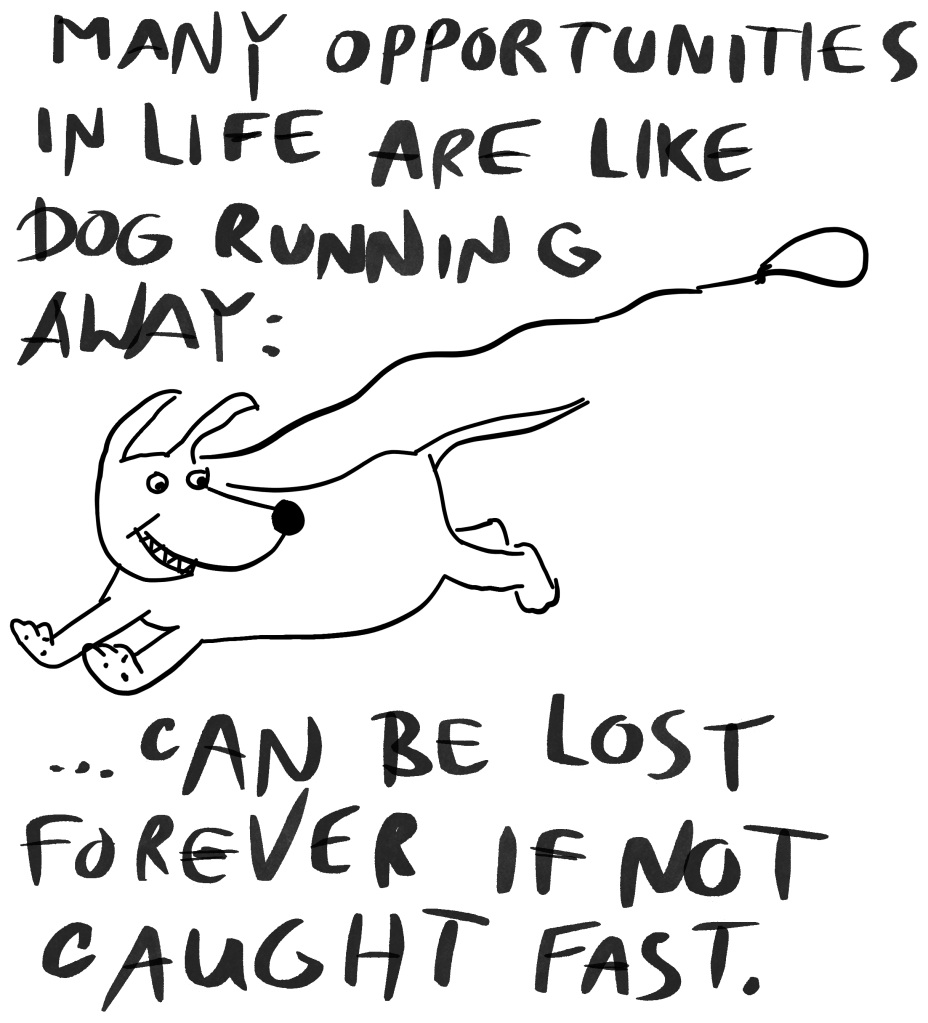 MANY OPPORTUNITIES
IN LIFE ARE LIKE
DOG RUNNING
AWAY:
...CAN BE LOST
FOREVER IF NOT
CAUGHT FAST.